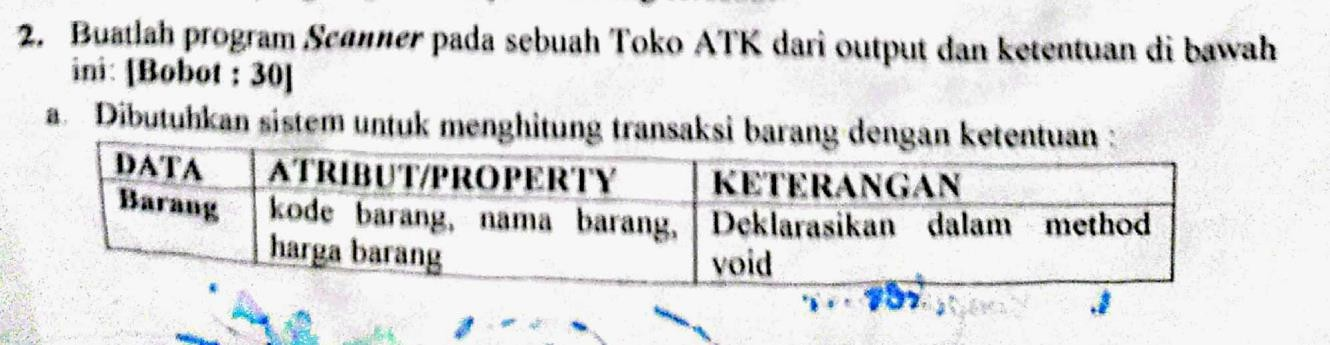 2. Buatlah program Scanner pada sebuah Toko ATK dari output dan ketentuan di bawah
ini: [Bobot : 30]
a. Dibutuhkan sistem untuk menghitung transaksi barang dengan ketentuan :
DATA ATRIBUT/PROPERTY KETERANGAN
Barang kode barang, nama barang, Deklarasikan dalam method
harga barang void